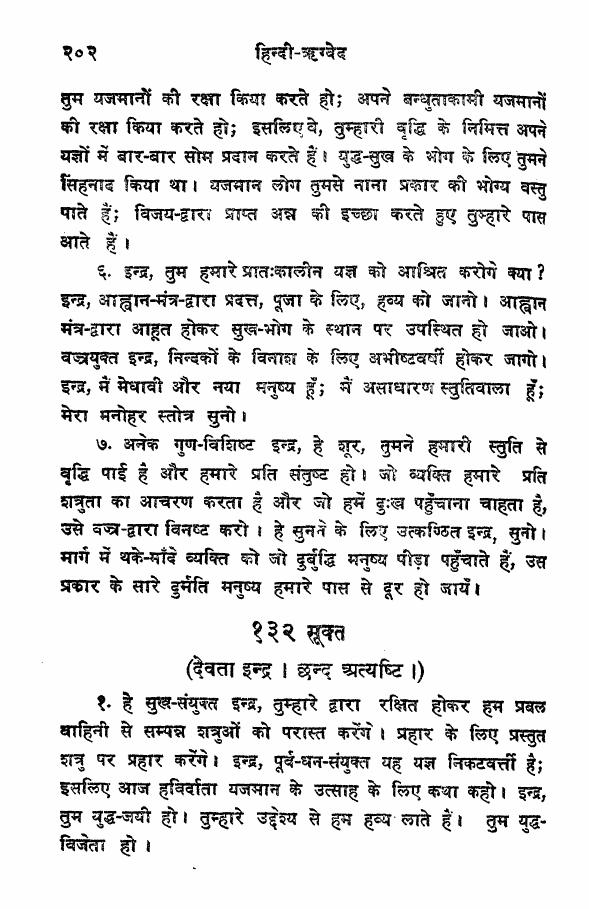 २०२ हिन्दी-ऋग्वेद
तुम यजमानों की रक्षा किया करते हो; अपने बन्धुताकामी यजमानों
की रक्षा किया करते हो; इसलिए वे, तुम्हारी वृद्धि के निमित्त अपने
यज्ञों में बार-बार सोम प्रदान करते हैं। युद्ध-सुख के भोग के लिए तुमने
सिंहनाद किया था। यजमान लोग तुमसे नाना प्रकार की भोग्य वस्तु
पाते हैं; विजय-द्वारा प्राप्त अन्न की इच्छा करते हुए तुम्हारे पास
आते हैं।
६. इन्द्र, तुम हमारे प्रातःकालीन यज्ञ को आश्रित करोगे क्या?
इन्द्र, आह्वान-मंत्र-द्वारा प्रदत्त, पूजा के लिए, हव्य को जानो। आह्वान
मंत्र-द्वारा आहूत होकर सुख-भोग के स्थान पर उपस्थित हो जाओ।
वज्रयुक्त इन्द्र, निन्दकों के विनाश के लिए अभीष्टवर्षी होकर जागो।
इन्द्र, मैं मेधावी और नया मनुष्य हूँ; मैं असाधारण स्तुतिवाला हूँ;
मेरा मनोहर स्तोत्र सुनो।
७. अनेक गुण-विशिष्ट इन्द्र, हे शूर, तुमने हमारी स्तुति से
वृद्धि पाई है और हमारे प्रति संतुष्ट हो। जो व्यक्ति हमारे प्रति
शत्रुता का आचरण करता है और जो हमें दुःख पहुँचाना चाहता है,
उसे वज्र-द्वारा विनष्ट करो। हे सुनने के लिए उत्कण्ठित इन्द्र, सुनो।
मार्ग में थके-माँदे व्यक्ति को जो दुर्बुद्धि मनुष्य पीड़ा पहुँचाते हैं, उस
प्रकार के सारे दुर्मति मनुष्य हमारे पास से दूर हो जायँ।
१३२ सूक्त
(देवता इन्द्र। छन्द अत्यष्टि।)
१. हे सुख-संयुक्त इन्द्र, तुम्हारे द्वारा रक्षित होकर हम प्रबल
वाहिनी से सम्पन्न शत्रुओं को परास्त करेंगे। प्रहार के लिए प्रस्तुत
शत्रु पर प्रहार करेंगे। इन्द्र, पूर्व-धन-संयुक्त यह यज्ञ निकटवर्त्ती है;
इसलिए आज हविर्दाता यजमान के उत्साह के लिए कथा कहो। इन्द्र,
तुम युद्ध-जयी हो। तुम्हारे उद्देश्य से हम हव्य लाते हैं। तुम युद्ध-
विजेता हो।